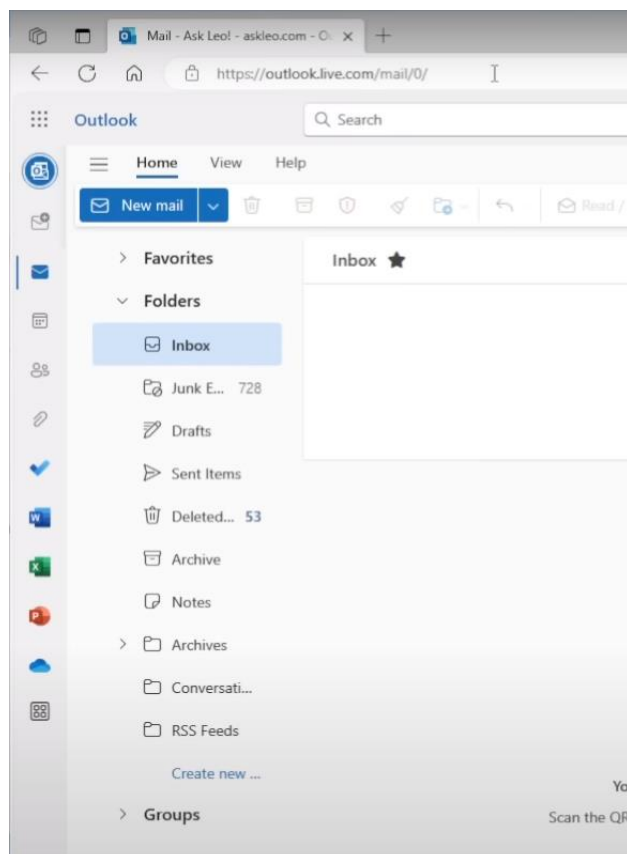 Mail - Ask Leo! - askleo.com - O
https://outlook.live.com/mail/0/
Outlook
Search
Home View Help
New mail
Read /
Favorites
Inbox
Folders
Inbox
Junk E... 728
Drafts
Sent Items
Deleted... 53
Archive
Notes
Archives
Conversati...
RSS Feeds
Create new ...
Yo
Groups
Scan the QR